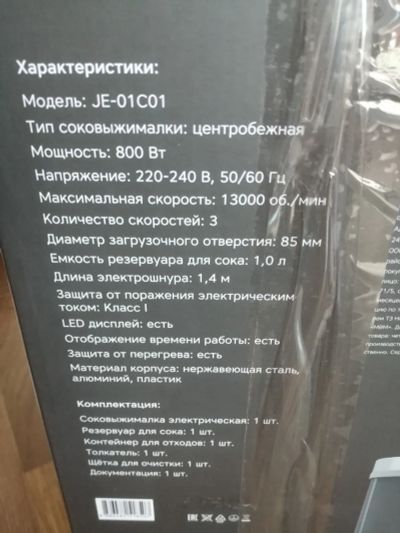 Характеристики:
Модель: JE-01C01
Тип соковыжималки: центробежная
Мощность: 800 Вт
Напряжение: 220-240 В, 50/60 Гц
Максимальная скорость: 13000 об./мин
Количество скоростей: 3
Диаметр загрузочного отверстия: 85 мм
Емкость резервуара для сока: 1,0 л
Длина электрошнура: 1,4 м
Защита от поражения электрическим
током: Класс I
LED дисплей: есть
Отображение времени работы: есть
Защита от перегрева: есть
Материал корпуса: нержавеющая сталь,
алюминий, пластик
Комплектация:
Соковыжималка электрическая: 1 шт.
Резервуар для сока: 1 шт.
Контейнер для отходов: 1 шт.
Толкатель: 1 шт.
Щётка для очистки: 1 шт.
Документация: 1 шт.